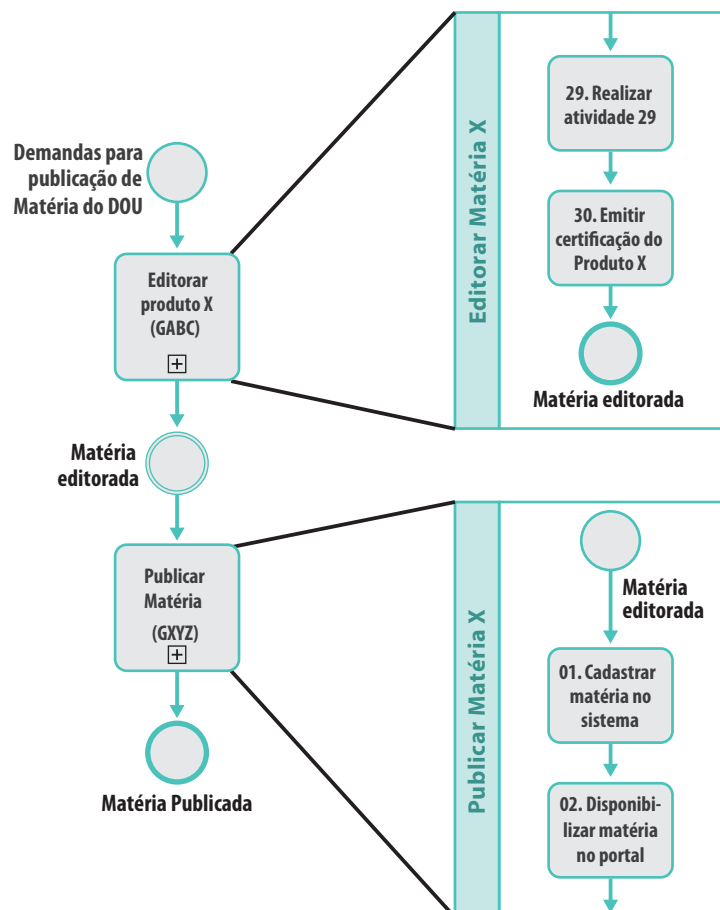 Demandas para
publicação de
Matéria do DOU
Editorar
produto X
(GABC)
Matéria
editorada
Publicar
Matéria
(GXYZ)
Matéria Publicada
Editorar Matéria X
29. Realizar
atividade 29
30. Emitir
certificação do
Produto X
Matéria editorada
Publicar Matéria X
Matéria
editorada
01. Cadastrar
matéria no
sistema
02. Disponibi-
lizar matéria
no portal